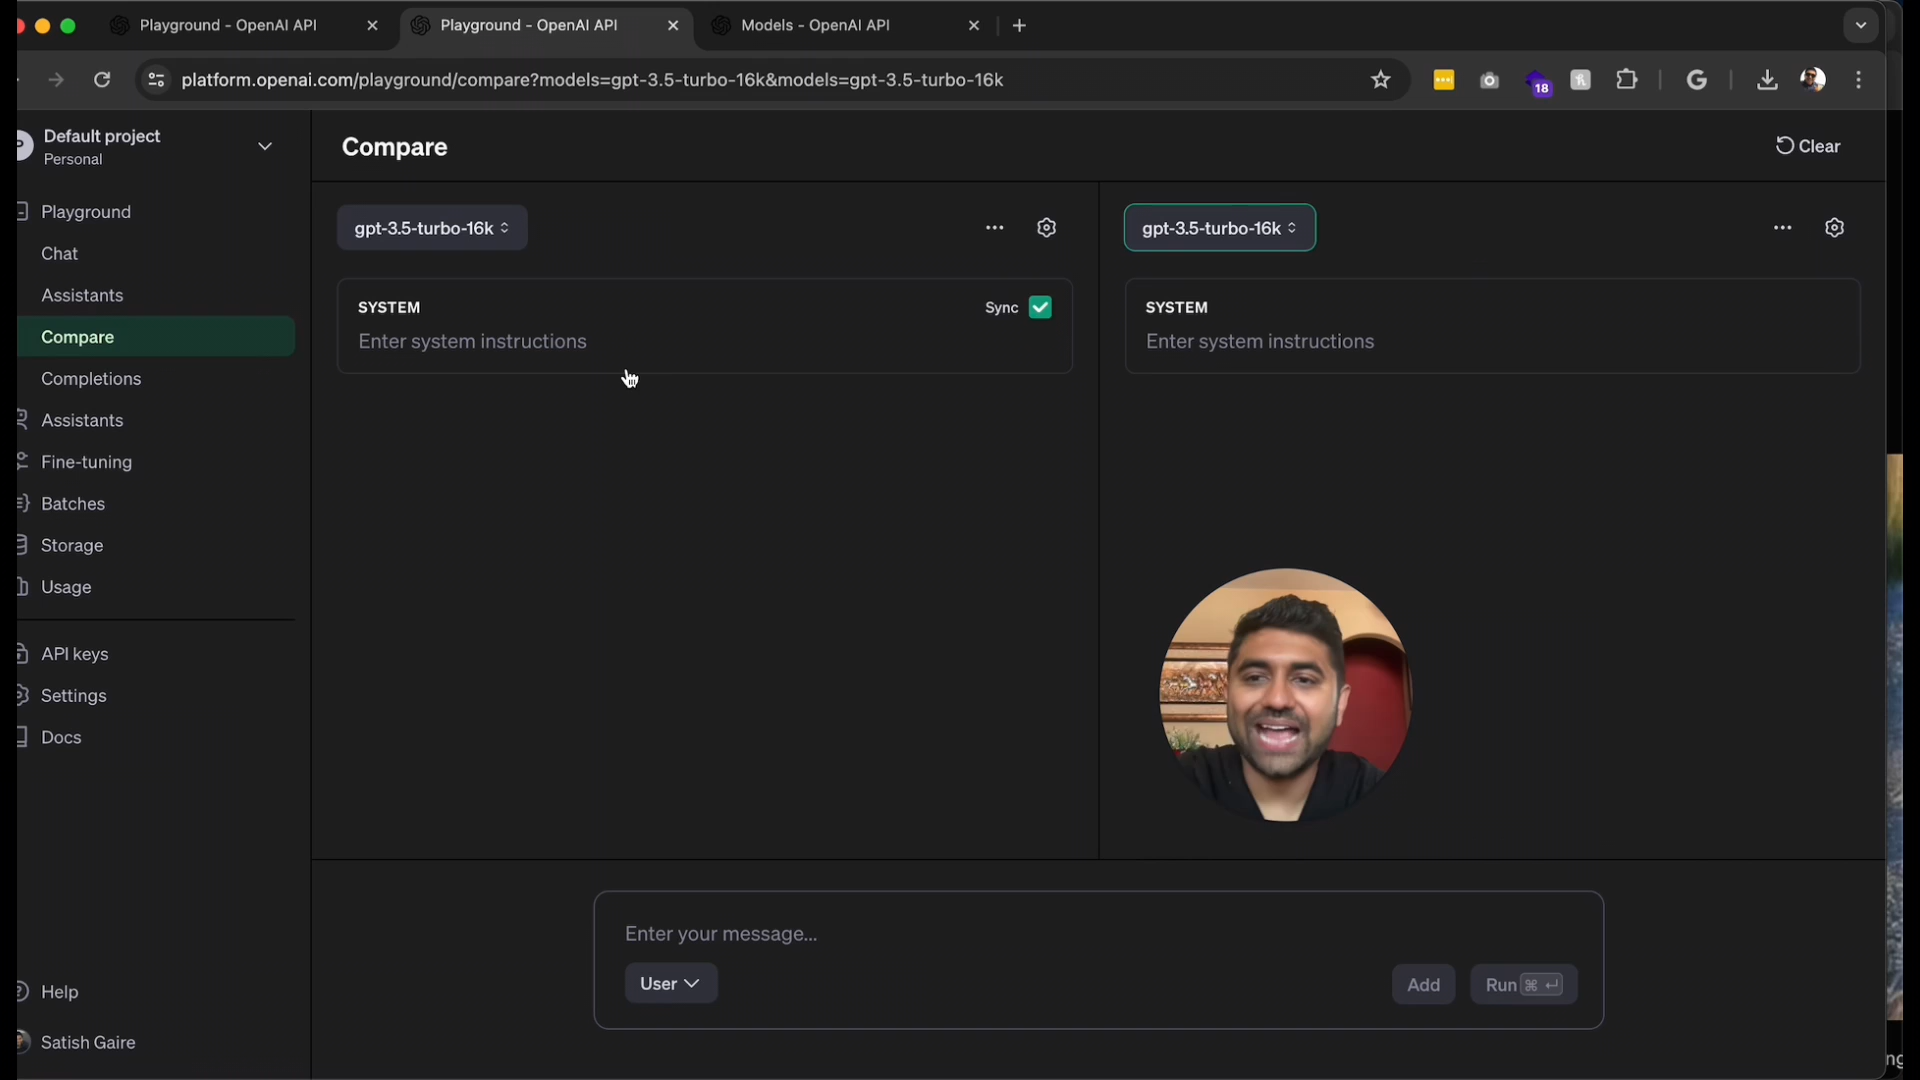 Playground - OpenAI API
Playground - OpenAI API
Models - OpenAI API
platform.openai.com/playground/compare?models=gpt-3.5-turbo-16k&models=gpt-3.5-turbo-16k
18
Default project
Personal
Compare
Clear
Playground
Chat
Assistants
Compare
Completions
Assistants
Fine-tuning
Batches
Storage
Usage
API keys
Settings
Docs
Help
Satish Gaire
gpt-3.5-turbo-16k
SYSTEM
Sync
Enter system instructions
gpt-3.5-turbo-16k
SYSTEM
Enter system instructions
Enter your message...
User
Add
Run ⌘ ↵